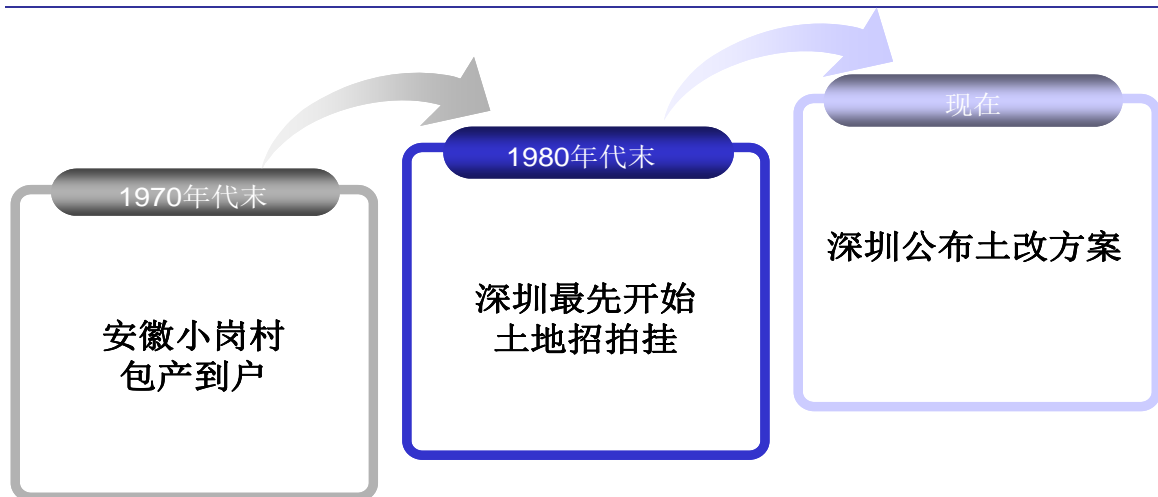 1970年代末
安徽小岗村
包产到户
1980年代末
深圳最先开始
土地招拍挂
现在
深圳公布土改方案